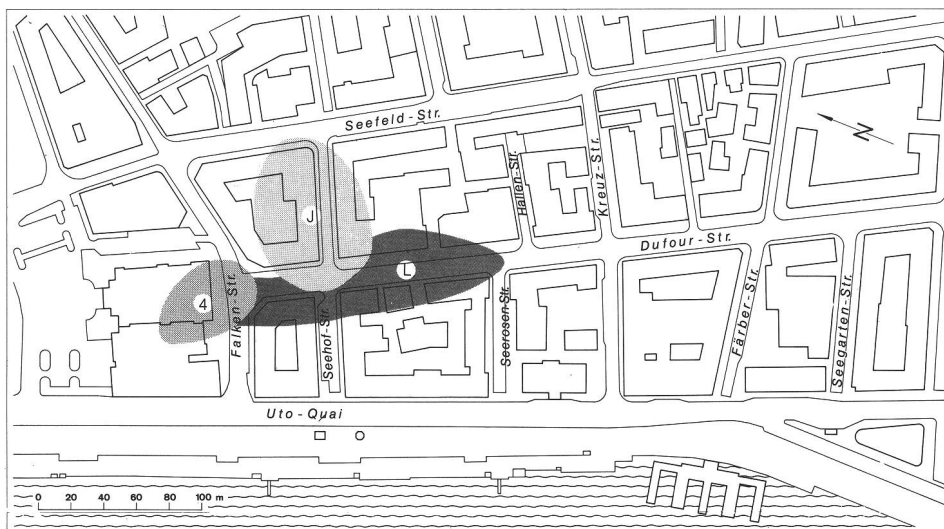 Seefeld-Str.
Hallen-Str.
Kreuz-Str.
N
J
Dufour-Str.
L
4
Falken-Str.
Seehof-Str.
Seerosen-Str.
Färber-Str.
Seegarten-Str.
Uto-Quai
0 20 40 60 80 100 m